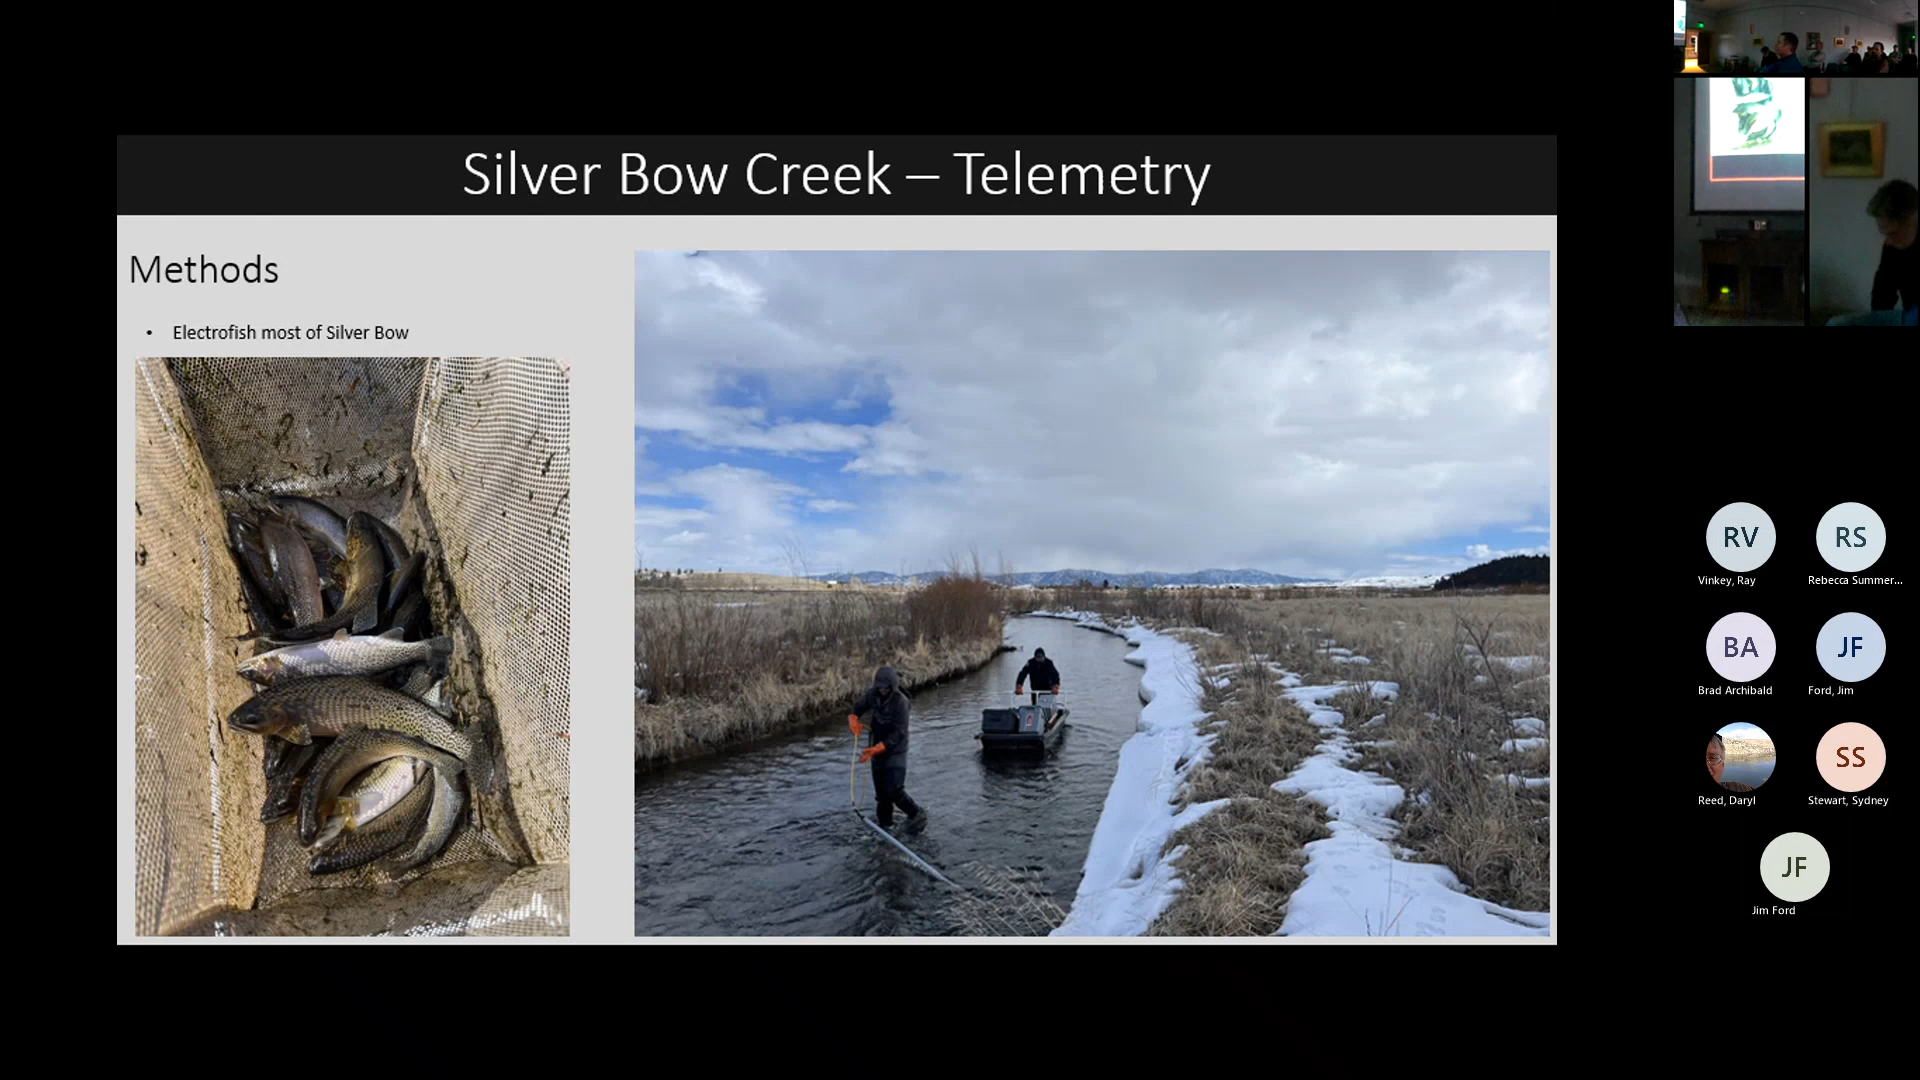 Silver Bow Creek – Telemetry
Methods
• Electrofish most of Silver Bow
RV
Vinkey, Ray
RS
Rebecca Summer...
BA
Brad Archibald
JF
Ford, Jim
Reed, Daryl
SS
Stewart, Sydney
JF
Jim Ford